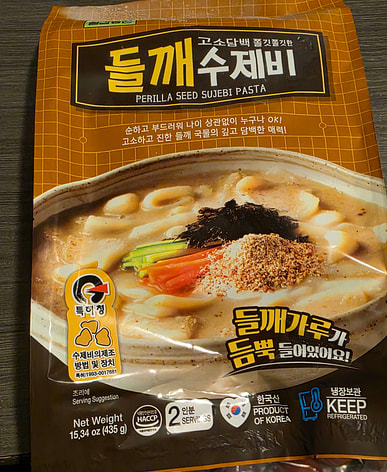 고소담백 쫄깃쫄깃한
들깨수제비
PERILLA SEED SUJEBI PASTA
순하고 부드러워 나이 상관없이 누구나 OK!
고소하고 진한 들깨 국물의 깊고 담백한 매력!
들깨가루가
듬뿍 들어있어요!
특허청
수제비의제조
방법 및 장치
조리예
Serving Suggestion
Net Weight
15.34 oz (435 g)
HACCP
2인분
SERVINGS
한국산
PRODUCT
OF KOREA
냉장보관
KEEP
REFRIGERATED